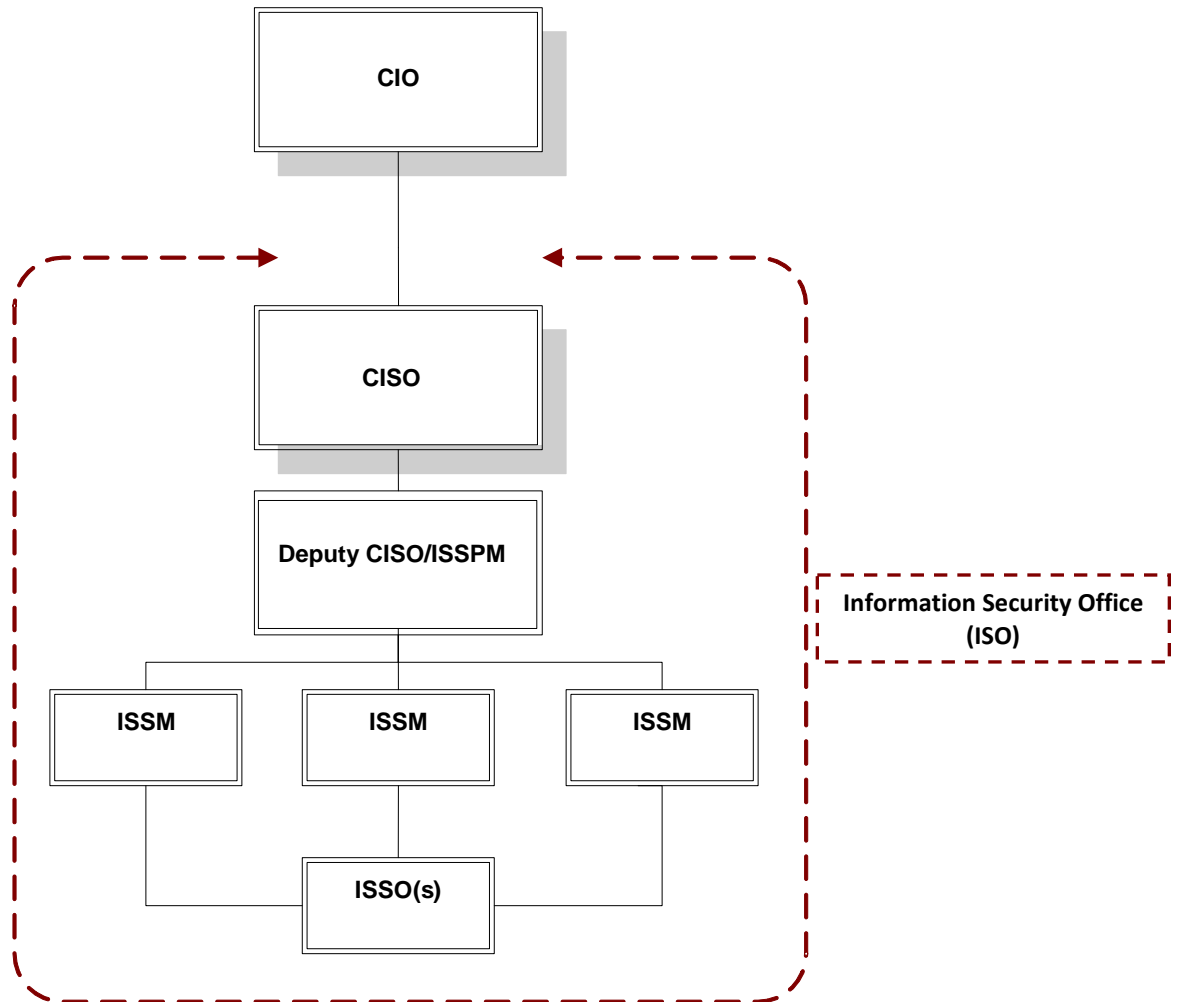 CIO
CISO
Deputy CISO/ISSPM
Information Security Office
(ISO)
ISSM
ISSM
ISSM
ISSO(s)